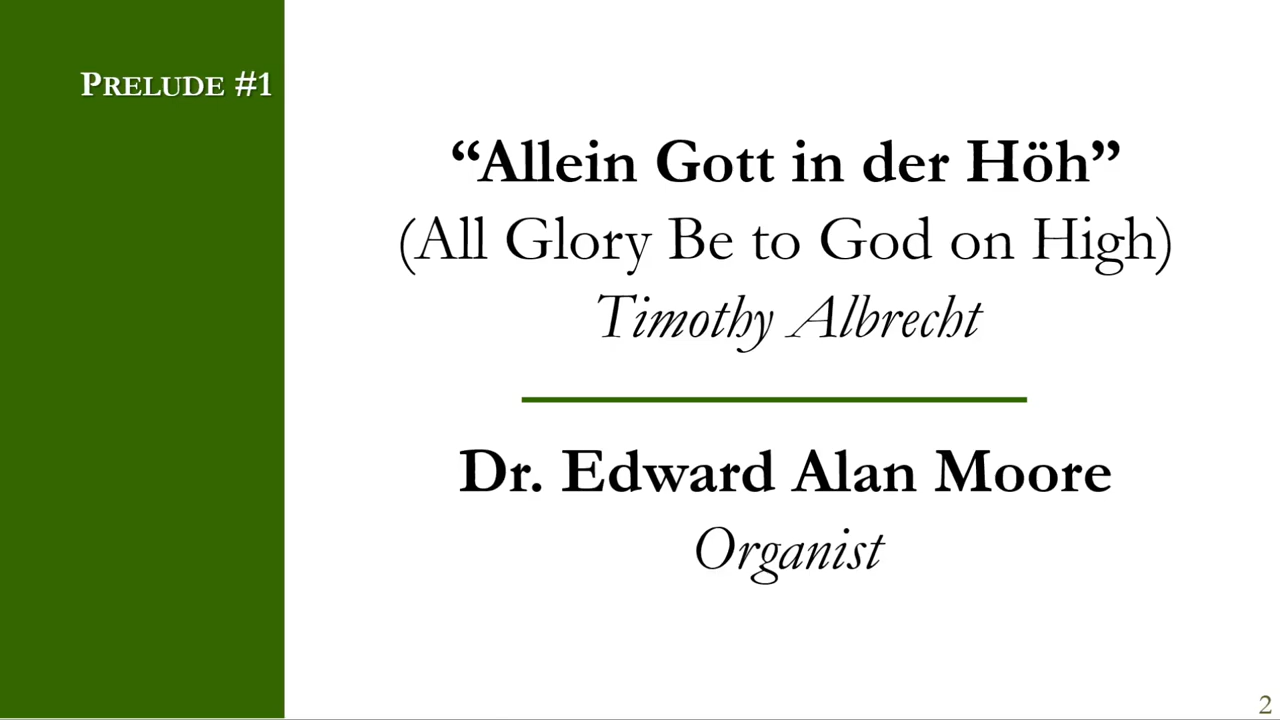 PRELUDE #1
“Allein Gott in der Höh”
(All Glory Be to God on High)
Timothy Albrecht
Dr. Edward Alan Moore
Organist
2